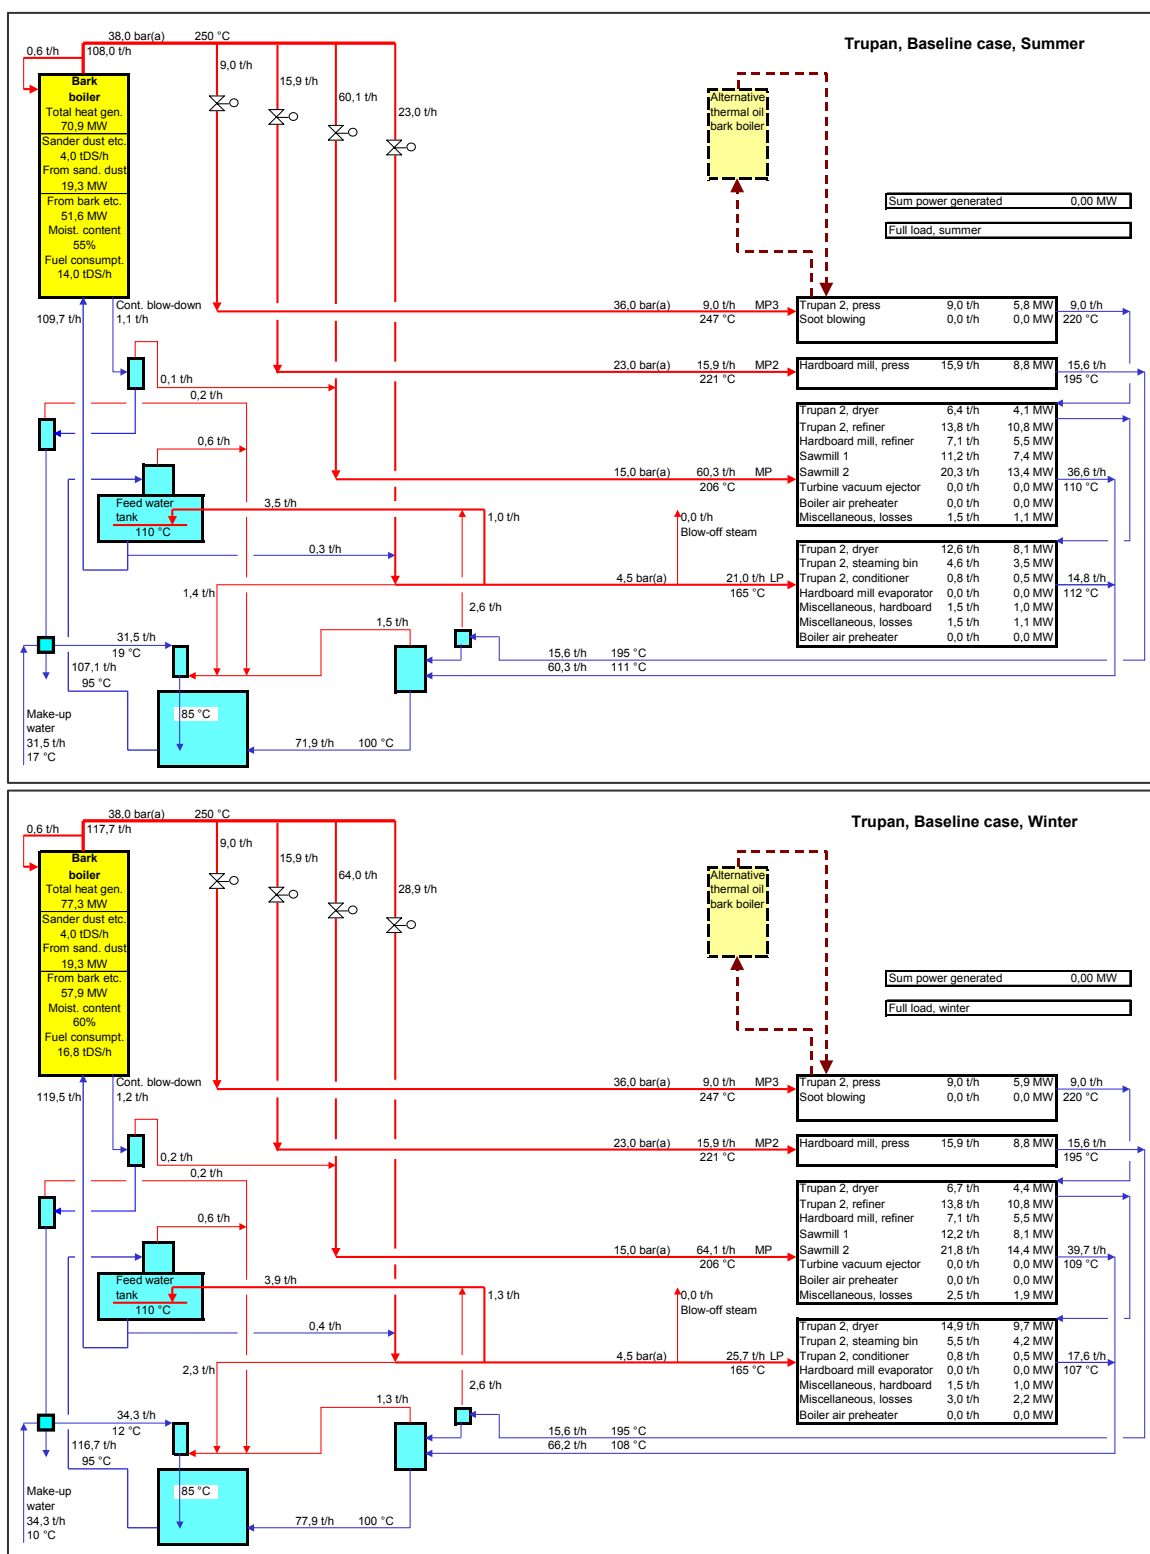 38,0 bar(a) 250 °C
Trupan, Baseline case, Summer
0,6 t/h 108,0 t/h
9,0 t/h
15,9 t/h
60,1 t/h
23,0 t/h
Bark
boiler
Total heat gen.
70,9 MW
Sander dust etc.
4,0 tDS/h
From sand. dust
19,3 MW
From bark etc.
51,6 MW
Moist. content
55%
Fuel consumpt.
14,0 tDS/h
Alternative
thermal oil
bark boiler
Sum power generated 0,00 MW
Full load, summer
109,7 t/h
Cont. blow-down
1,1 t/h
36,0 bar(a) 9,0 t/h MP3
247 °C
Trupan 2, press 9,0 t/h 5,8 MW
Soot blowing 0,0 t/h 0,0 MW
9,0 t/h
220 °C
0,1 t/h
0,2 t/h
23,0 bar(a) 15,9 t/h MP2
221 °C
Hardboard mill, press 15,9 t/h 8,8 MW
15,6 t/h
195 °C
0,6 t/h
Feed water
tank
110 °C
3,5 t/h
15,0 bar(a) 60,3 t/h MP
206 °C
Trupan 2, dryer 6,4 t/h 4,1 MW
Trupan 2, refiner 13,8 t/h 10,8 MW
Hardboard mill, refiner 7,1 t/h 5,5 MW
Sawmill 1 11,2 t/h 7,4 MW
Sawmill 2 20,3 t/h 13,4 MW
Turbine vacuum ejector 0,0 t/h 0,0 MW
Boiler air preheater 0,0 t/h 0,0 MW
Miscellaneous, losses 1,5 t/h 1,1 MW
36,6 t/h
110 °C
1,0 t/h
0,0 t/h
Blow-off steam
0,3 t/h
4,5 bar(a) 21,0 t/h LP
165 °C
Trupan 2, dryer 12,6 t/h 8,1 MW
Trupan 2, steaming bin 4,6 t/h 3,5 MW
Trupan 2, conditioner 0,8 t/h 0,5 MW
Hardboard mill evaporator 0,0 t/h 0,0 MW
Miscellaneous, hardboard 1,5 t/h 1,0 MW
Miscellaneous, losses 1,5 t/h 1,1 MW
Boiler air preheater 0,0 t/h 0,0 MW
14,8 t/h
112 °C
1,4 t/h
2,6 t/h
1,5 t/h
31,5 t/h
19 °C
107,1 t/h
95 °C
15,6 t/h 195 °C
60,3 t/h 111 °C
Make-up
water
31,5 t/h
17 °C
85 °C
71,9 t/h 100 °C
38,0 bar(a) 250 °C
Trupan, Baseline case, Winter
0,6 t/h 117,7 t/h
9,0 t/h
15,9 t/h
64,0 t/h
28,9 t/h
Bark
boiler
Total heat gen.
77,3 MW
Sander dust etc.
4,0 tDS/h
From sand. dust
19,3 MW
From bark etc.
57,9 MW
Moist. content
60%
Fuel consumpt.
16,8 tDS/h
Alternative
thermal oil
bark boiler
Sum power generated 0,00 MW
Full load, winter
119,5 t/h
Cont. blow-down
1,2 t/h
36,0 bar(a) 9,0 t/h MP3
247 °C
Trupan 2, press 9,0 t/h 5,9 MW
Soot blowing 0,0 t/h 0,0 MW
9,0 t/h
220 °C
0,2 t/h
0,2 t/h
23,0 bar(a) 15,9 t/h MP2
221 °C
Hardboard mill, press 15,9 t/h 8,8 MW
15,6 t/h
195 °C
0,6 t/h
Feed water
tank
110 °C
3,9 t/h
15,0 bar(a) 64,1 t/h MP
206 °C
Trupan 2, dryer 6,7 t/h 4,4 MW
Trupan 2, refiner 13,8 t/h 10,8 MW
Hardboard mill, refiner 7,1 t/h 5,5 MW
Sawmill 1 12,2 t/h 8,1 MW
Sawmill 2 21,8 t/h 14,4 MW
Turbine vacuum ejector 0,0 t/h 0,0 MW
Boiler air preheater 0,0 t/h 0,0 MW
Miscellaneous, losses 2,5 t/h 1,9 MW
39,7 t/h
109 °C
1,3 t/h
0,0 t/h
Blow-off steam
0,4 t/h
4,5 bar(a) 25,7 t/h LP
165 °C
Trupan 2, dryer 14,9 t/h 9,7 MW
Trupan 2, steaming bin 5,5 t/h 4,2 MW
Trupan 2, conditioner 0,8 t/h 0,5 MW
Hardboard mill evaporator 0,0 t/h 0,0 MW
Miscellaneous, hardboard 1,5 t/h 1,0 MW
Miscellaneous, losses 3,0 t/h 2,2 MW
Boiler air preheater 0,0 t/h 0,0 MW
17,6 t/h
107 °C
2,3 t/h
2,6 t/h
1,3 t/h
34,3 t/h
12 °C
116,7 t/h
95 °C
15,6 t/h 195 °C
66,2 t/h 108 °C
Make-up
water
34,3 t/h
10 °C
85 °C
77,9 t/h 100 °C